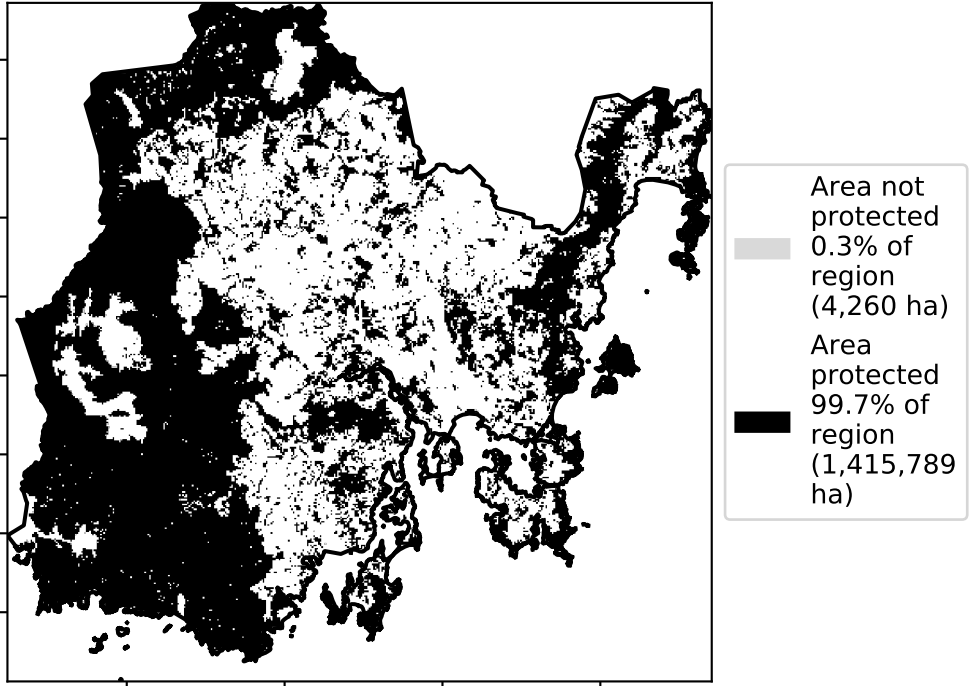 Area not
protected
0.3% of
region
(4,260 ha)
Area
protected
99.7% of
region
(1,415,789
ha)